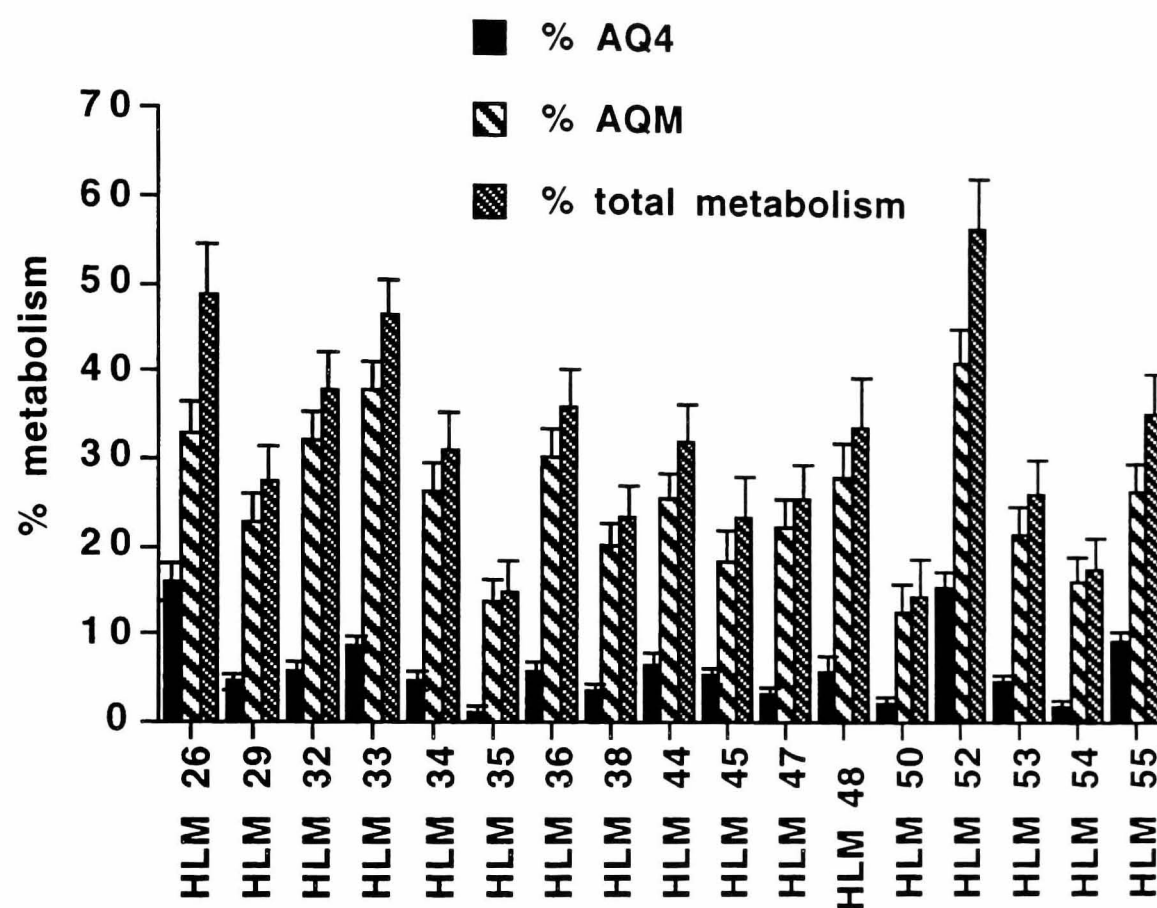 % AQ4
% AQM
% total metabolism
% metabolism
70
60
50
40
30
20
10
0
HLM 26
HLM 29
HLM 32
HLM 33
HLM 34
HLM 35
HLM 36
HLM 38
HLM 44
HLM 45
HLM 47
HLM 48
HLM 50
HLM 52
HLM 53
HLM 54
HLM 55